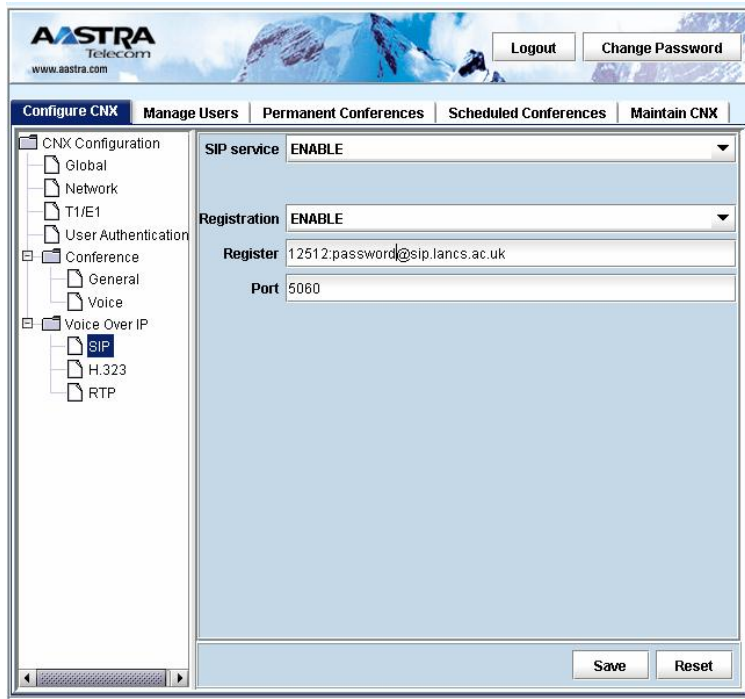 AASTRA
Telecom
www.aastra.com
Logout
Change Password
Configure CNX
Manage Users
Permanent Conferences
Scheduled Conferences
Maintain CNX
CNX Configuration
Global
Network
T1/E1
User Authentication
Conference
General
Voice
Voice Over IP
SIP
H.323
RTP
SIP service ENABLE
Registration ENABLE
Register 12512:password@sip.lancs.ac.uk
Port 5060
Save
Reset